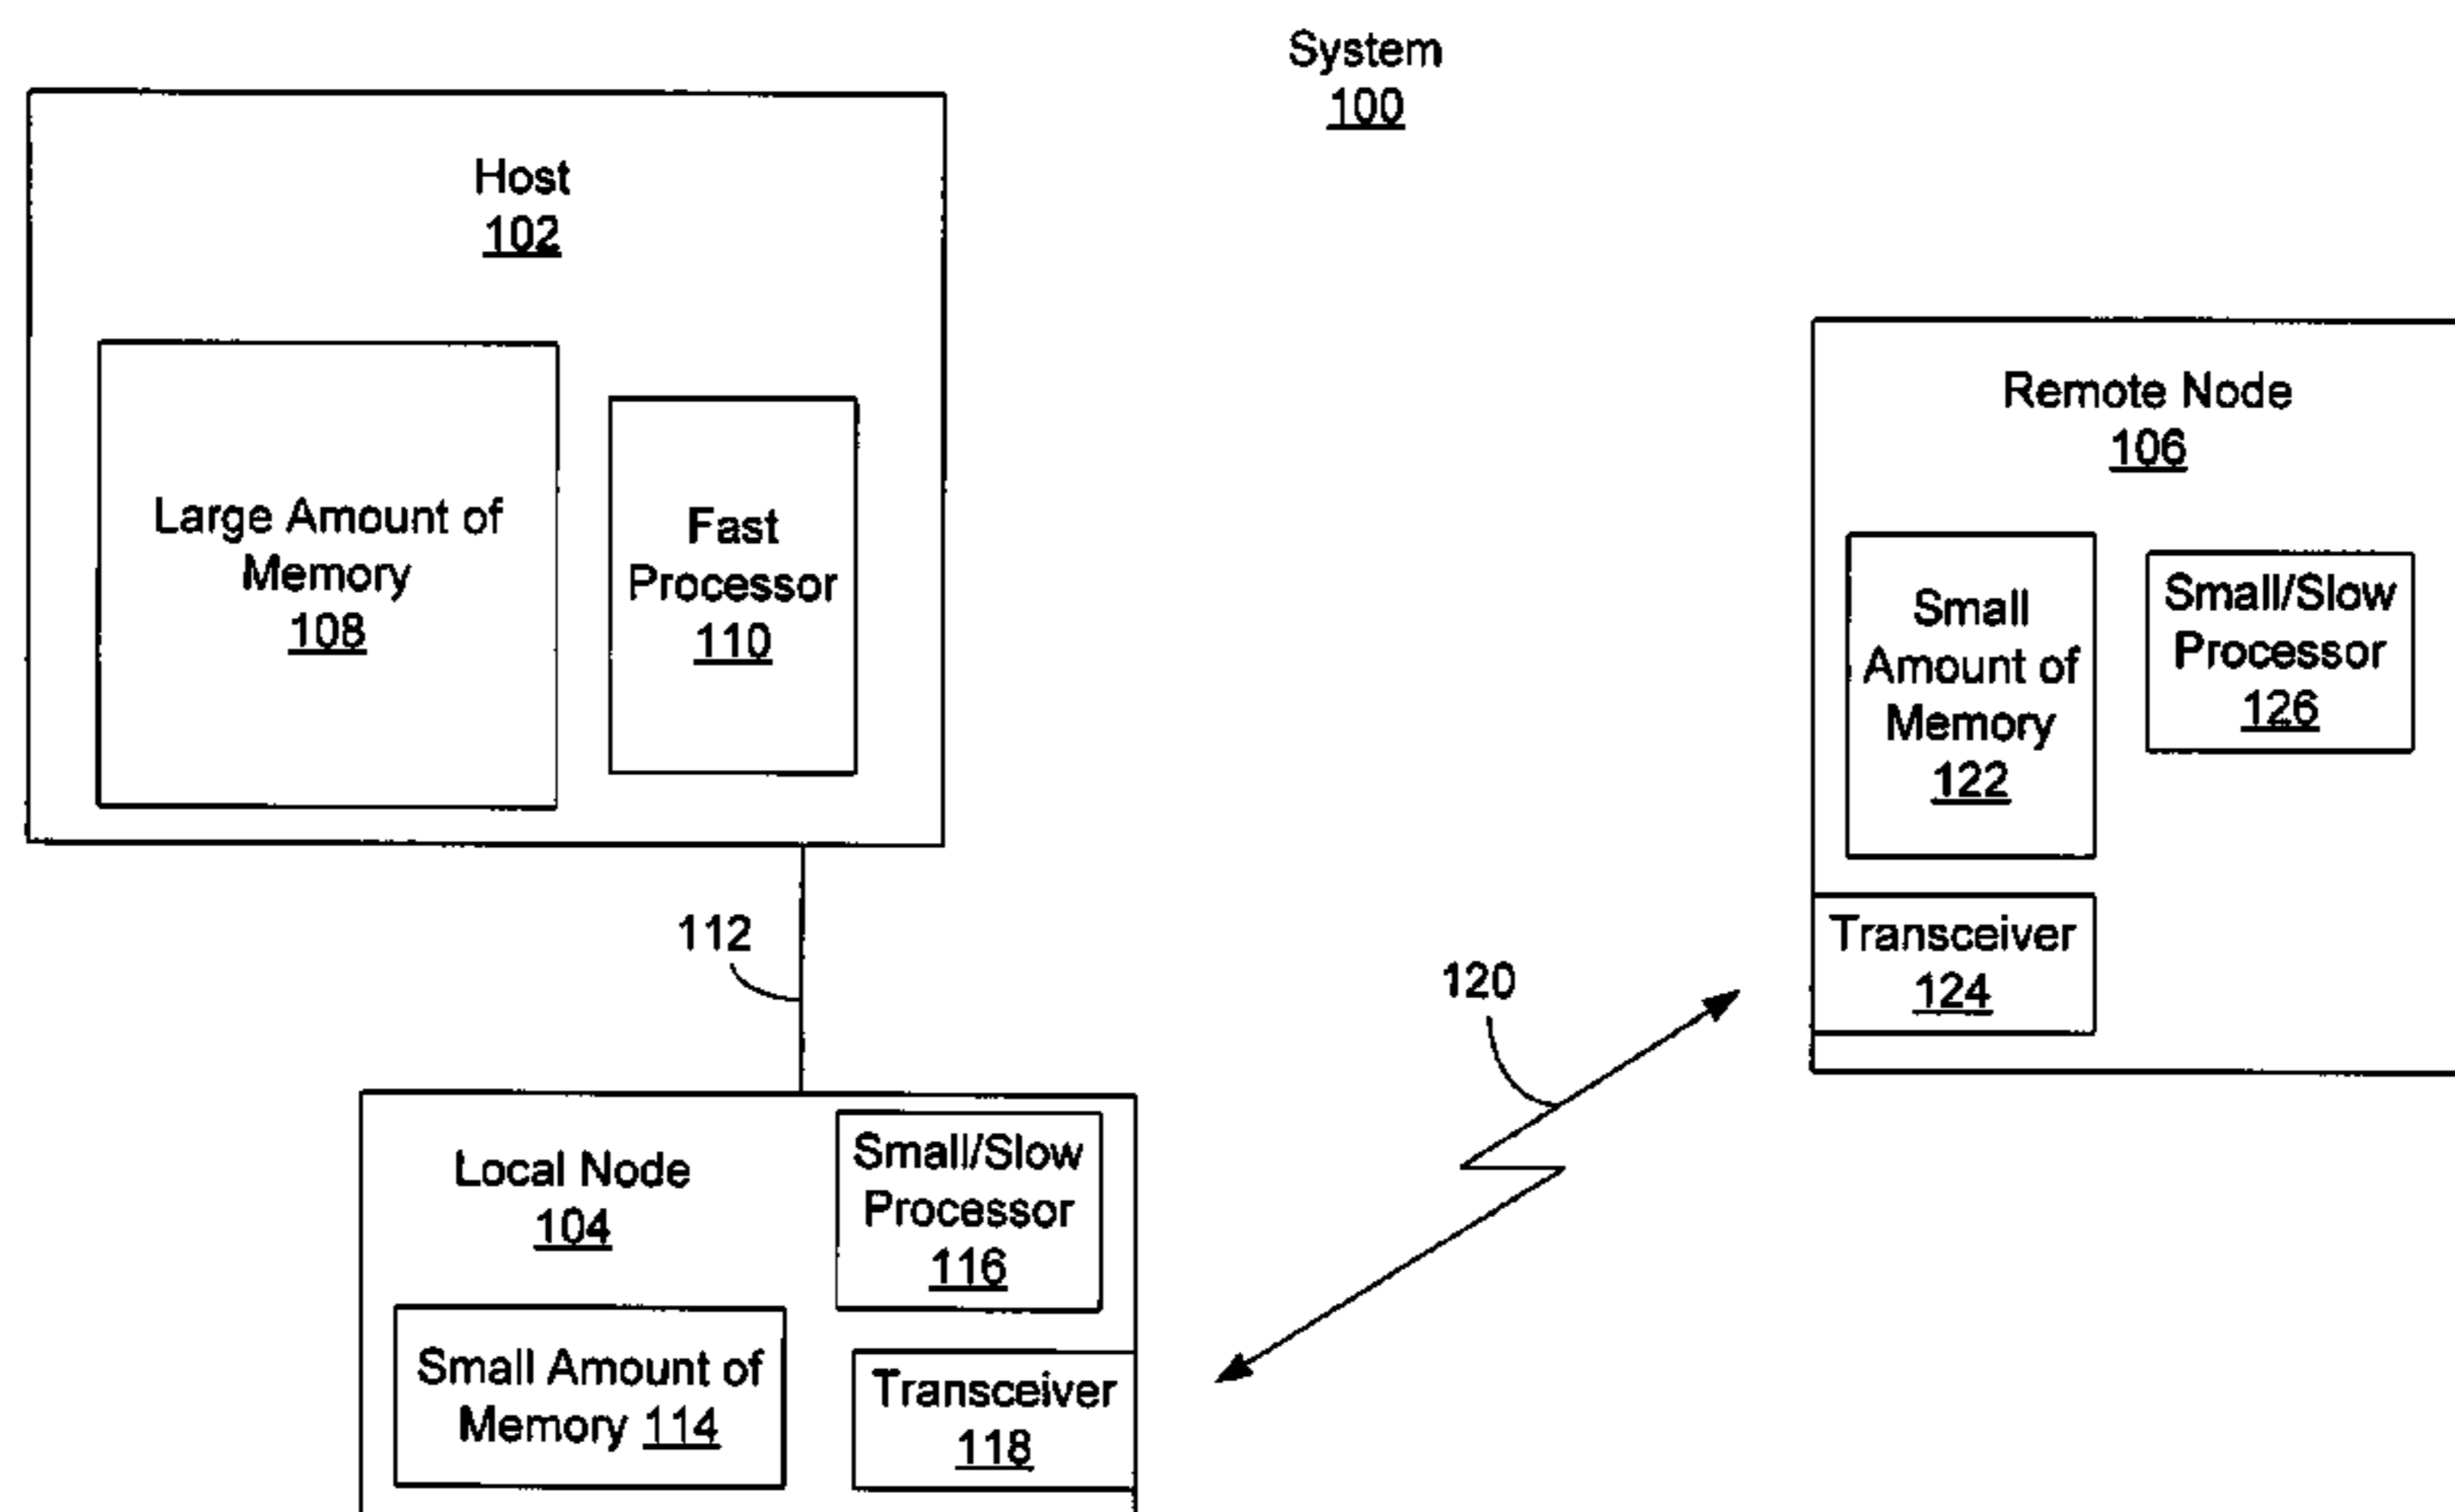 System
100
Host
102
Large Amount of
Memory
108
Fast
Processor
110
Remote Node
106
Small
Amount of
Memory
122
Small/Slow
Processor
126
Transceiver
124
112
120
Local Node
104
Small/Slow
Processor
116
Small Amount of
Memory 114
Transceiver
118